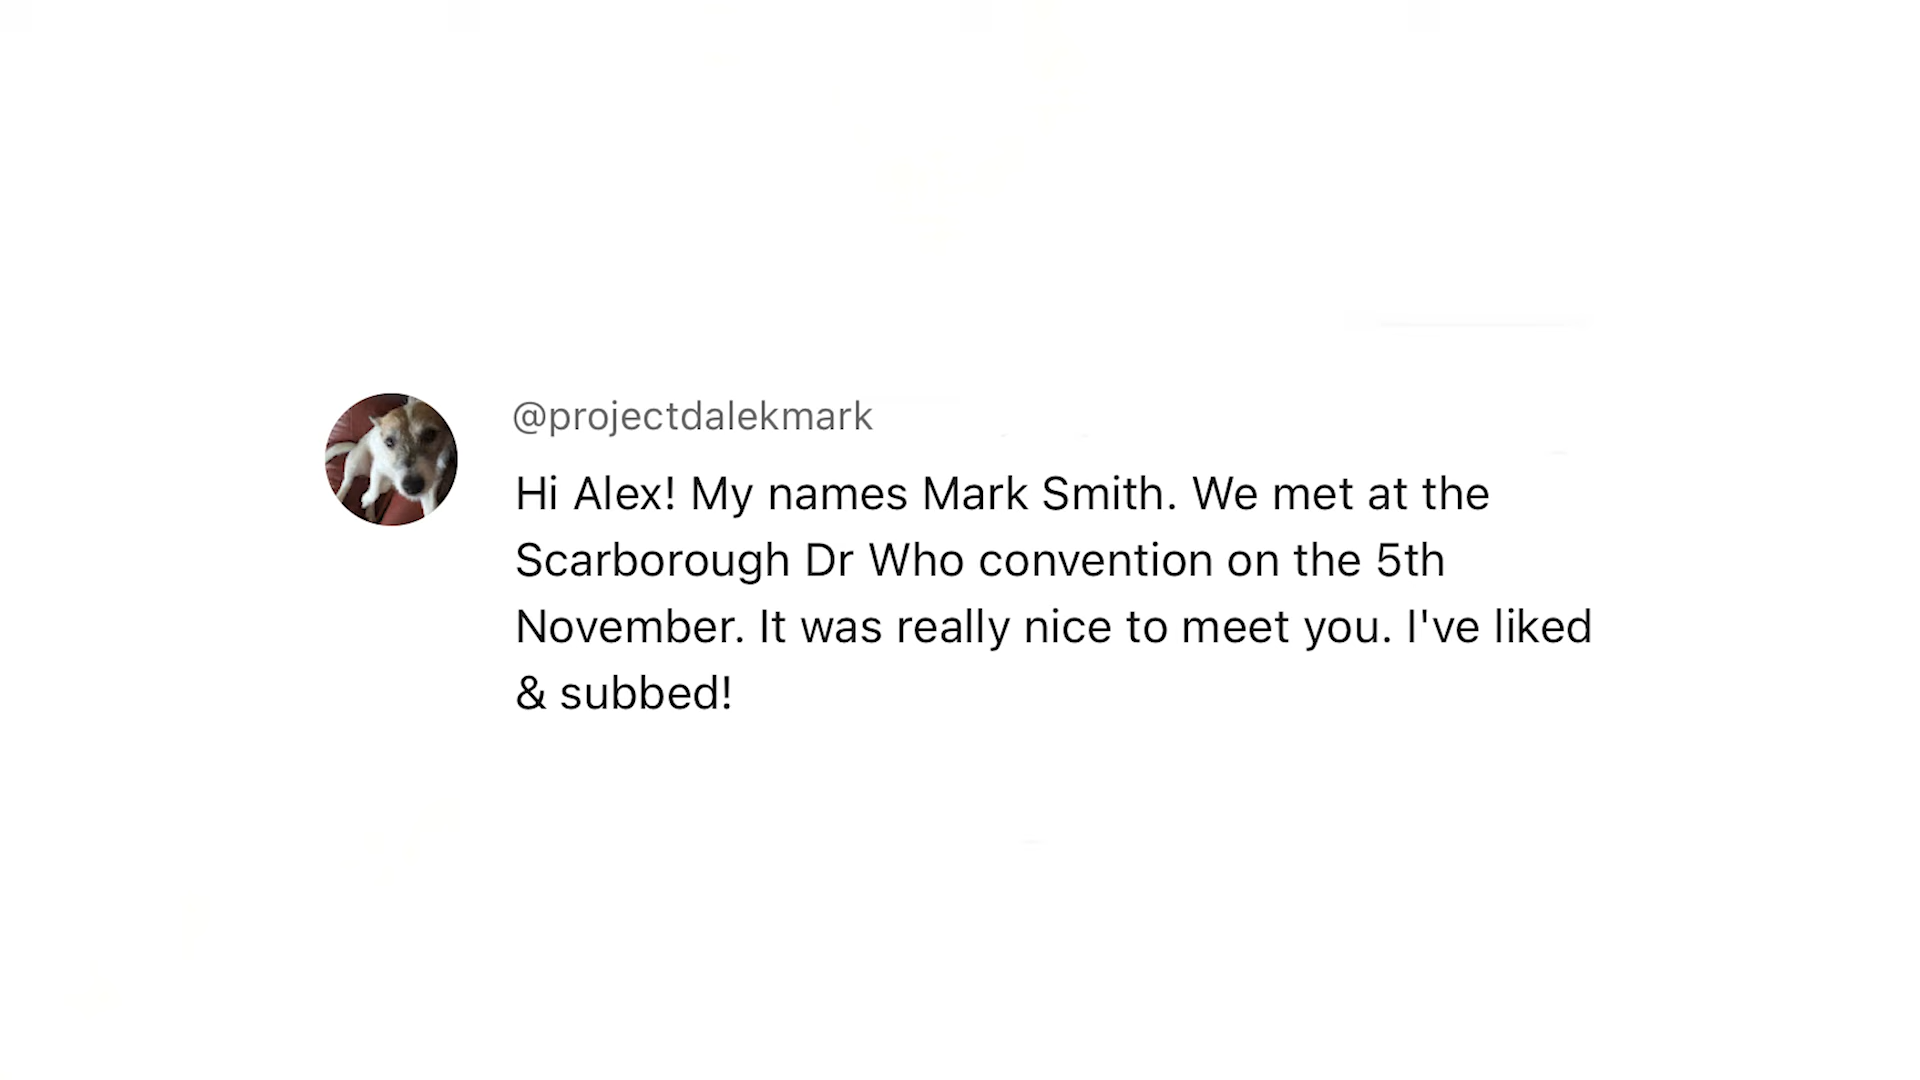 @projectdalekmark
Hi Alex! My names Mark Smith. We met at the
Scarborough Dr Who convention on the 5th
November. It was really nice to meet you. I've liked
& subbed!